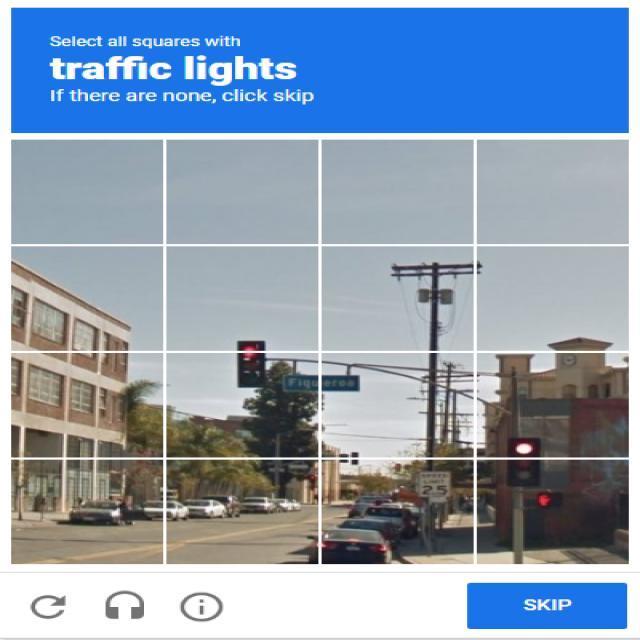 Select all squares with
traffic lights
If there are none, click skip
Figueroa
SPEED
LIMIT
25
SKIP